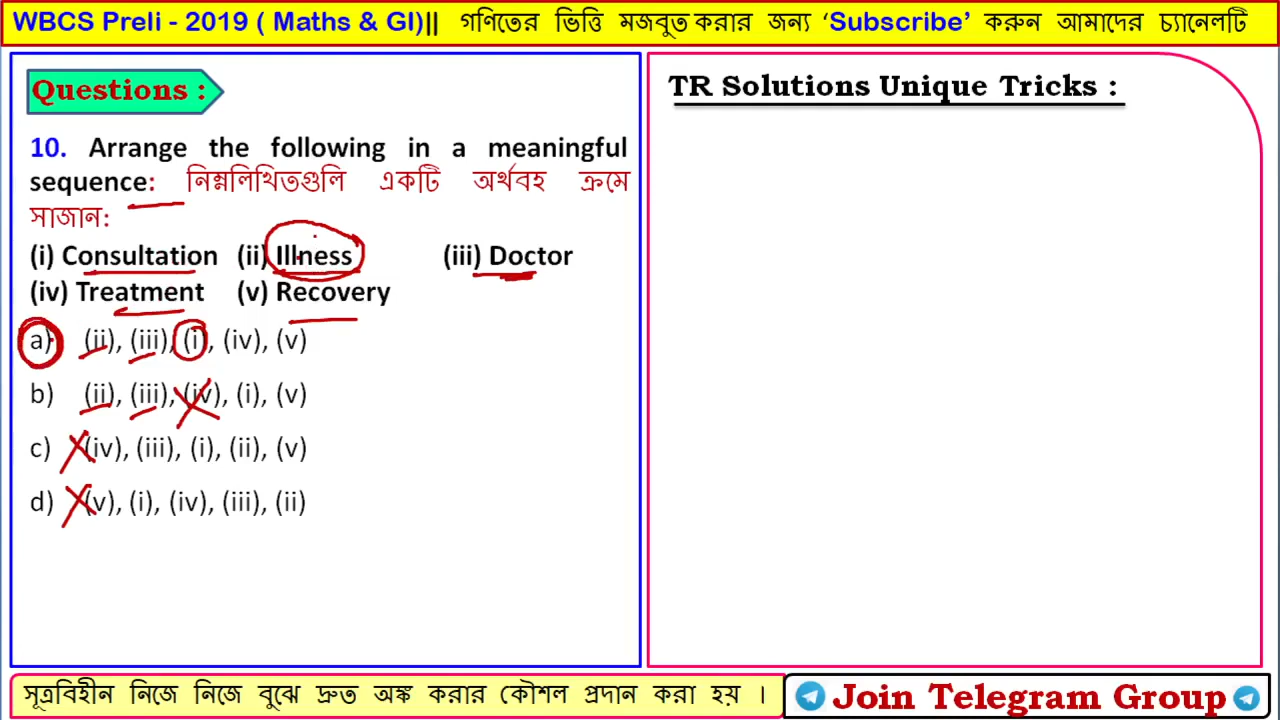 WBCS Preli - 2019 ( Maths & GI)|| গণিতের ভিত্তি মজবুত করার জন্য ‘Subscribe’ করুন আমাদের চ্যানেলটি
Questions :
10. Arrange the following in a meaningful
sequence: নিম্নলিখিতগুলি একটি অর্থবহ ক্রমে
সাজান:
(i) Consultation (ii) Illness (iii) Doctor
(iv) Treatment (v) Recovery
a) (ii), (iii), (i), (iv), (v)
b) (ii), (iii), (iv), (i), (v)
c) (iv), (iii), (i), (ii), (v)
d) (v), (i), (iv), (iii), (ii)
TR Solutions Unique Tricks :
সূত্রবিহীন নিজে নিজে বুঝে দ্রুত অঙ্ক করার কৌশল প্রদান করা হয় ।
Join Telegram Group